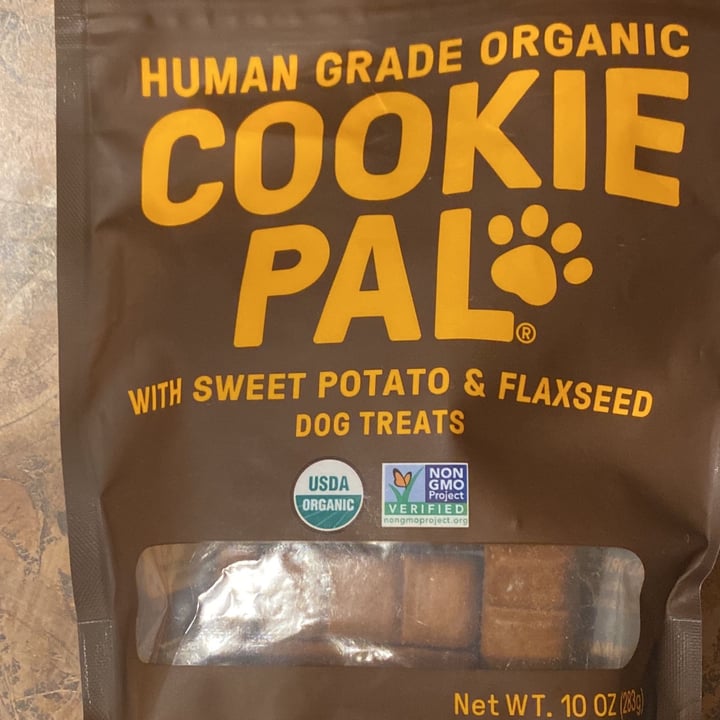 HUMAN GRADE ORGANIC
COOKIE
PAL®
WITH SWEET POTATO & FLAXSEED
DOG TREATS
USDA
ORGANIC
NON
GMO
Project
VERIFIED
nongmoproject.org
Net WT. 10 OZ (283g)